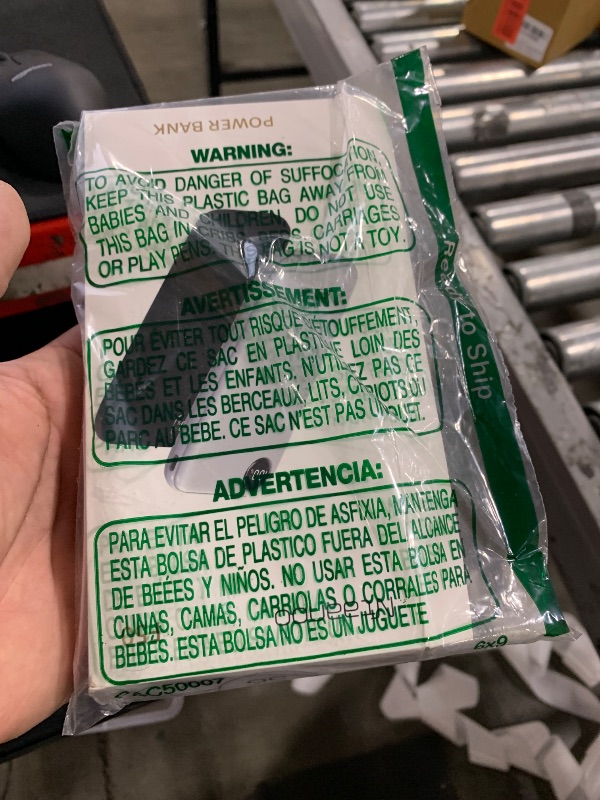 POWER BANK
WARNING:
TO AVOID DANGER OF SUFFOCATION,
KEEP THIS PLASTIC BAG AWAY FROM
BABIES AND CHILDREN. DO NOT USE
THIS BAG IN CRIBS, BEDS, CARRIAGES
OR PLAY PENS. THIS BAG IS NOT A TOY.
AVERTISSEMENT:
POUR ÉVITER TOUT RISQUE D'ÉTOUFFEMENT,
GARDEZ CE SAC EN PLASTIQUE LOIN DES
BÉBÉS ET LES ENFANTS, N'UTILISEZ PAS CE
SAC DANS LES BERCEAUX, LITS, CHARIOTS OU
PARC AU BEBE. CE SAC N'EST PAS UN JOUET.
ADVERTENCIA:
PARA EVITAR EL PELIGRO DE ASFIXIA, MANTENGA
ESTA BOLSA DE PLASTICO FUERA DEL ALCANCE
DE BEÉES Y NIÑOS. NO USAR ESTA BOLSA EN
CUNAS, CAMAS, CARRIOLAS O CORRALES PARA
BEBÉS. ESTA BOLSA NO ES UN JUGUETE
6x9
Ready to Ship